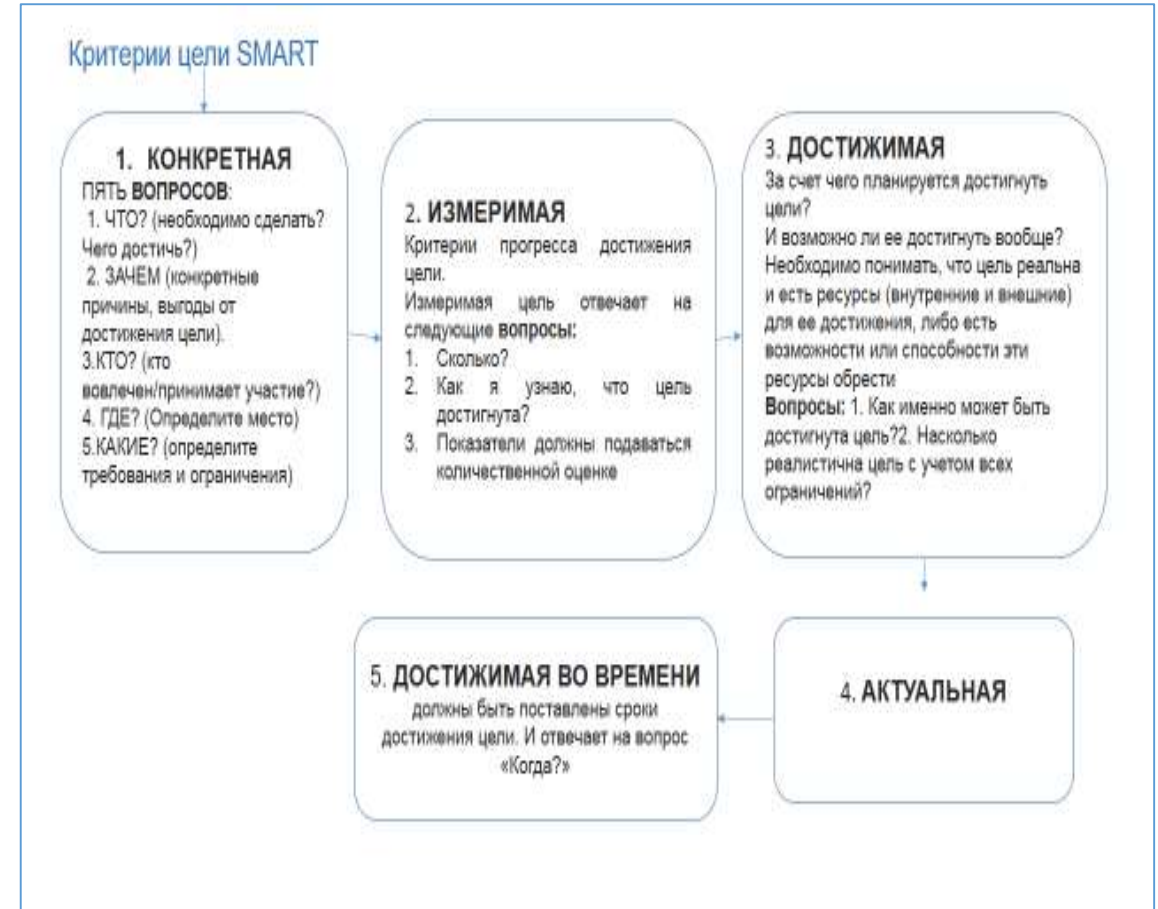 Критерии цели SMART
1. КОНКРЕТНАЯ
ПЯТЬ ВОПРОСОВ:
1. ЧТО? (необходимо сделать?
Чего достичь?)
2. ЗАЧЕМ (конкретные
причины, выгоды от
достижения цели).
3.КТО? (кто
вовлечен/принимает участие?)
4. ГДЕ? (Определите место)
5.КАКИЕ? (определите
требования и ограничения)
2. ИЗМЕРИМАЯ
Критерии прогресса достижения
цели.
Измеримая цель отвечает на
следующие вопросы:
1. Сколько?
2. Как я узнаю, что цель
достигнута?
3. Показатели должны подаваться
количественной оценке
3. ДОСТИЖИМАЯ
За счет чего планируется достигнуть
цели?
И возможно ли ее достигнуть вообще?
Необходимо понимать, что цель реальна
и есть ресурсы (внутренние и внешние)
для ее достижения, либо есть
возможности или способности эти
ресурсы обрести
Вопросы: 1. Как именно может быть
достигнута цель?2. Насколько
реалистична цель с учетом всех
ограничений?
4. АКТУАЛЬНАЯ
5. ДОСТИЖИМАЯ ВО ВРЕМЕНИ
должны быть поставлены сроки
достижения цели. И отвечает на вопрос
«Когда?»